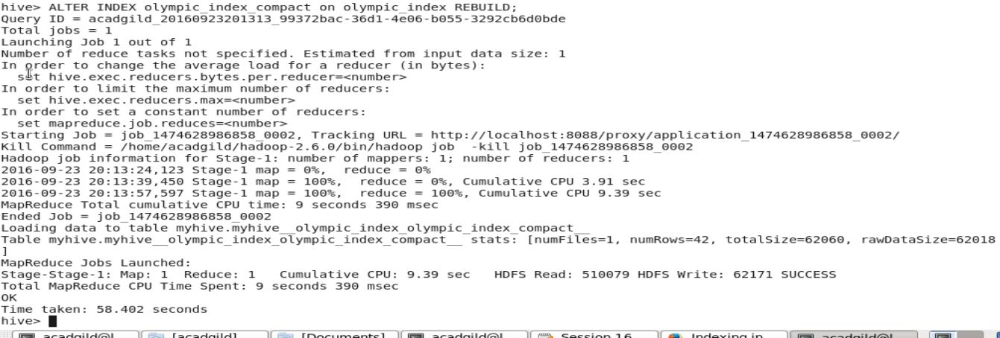 hive> ALTER INDEX olympic_index_compact on olympic_index REBUILD;
Query ID = acadgild_20160923201313_99372bac-36d1-4e06-b055-3292cb6d0bde
Total jobs = 1
Launching Job 1 out of 1
Number of reduce tasks not specified. Estimated from input data size: 1
In order to change the average load for a reducer (in bytes):
  set hive.exec.reducers.bytes.per.reducer=<number>
In order to limit the maximum number of reducers:
  set hive.exec.reducers.max=<number>
In order to set a constant number of reducers:
  set mapreduce.job.reduces=<number>
Starting Job = job_1474628986858_0002, Tracking URL = http://localhost:8088/proxy/application_1474628986858_0002/
Kill Command = /home/acadgild/hadoop-2.6.0/bin/hadoop job  -kill job_1474628986858_0002
Hadoop job information for Stage-1: number of mappers: 1; number of reducers: 1
2016-09-23 20:13:24,123 Stage-1 map = 0%,  reduce = 0%
2016-09-23 20:13:39,450 Stage-1 map = 100%,  reduce = 0%, Cumulative CPU 3.91 sec
2016-09-23 20:13:57,597 Stage-1 map = 100%,  reduce = 100%, Cumulative CPU 9.39 sec
MapReduce Total cumulative CPU time: 9 seconds 390 msec
Ended Job = job_1474628986858_0002
Loading data to table myhive.myhive__olympic_index_olympic_index_compact__
Table myhive.myhive__olympic_index_olympic_index_compact__ stats: [numFiles=1, numRows=42, totalSize=62060, rawDataSize=62018
]
MapReduce Jobs Launched:
Stage-Stage-1: Map: 1  Reduce: 1   Cumulative CPU: 9.39 sec   HDFS Read: 510079 HDFS Write: 62171 SUCCESS
Total MapReduce CPU Time Spent: 9 seconds 390 msec
OK
Time taken: 58.402 seconds
hive>
acadgild@l [acadgild] [Documents] acadgild@l Session 16 Indexing in acadgild@l